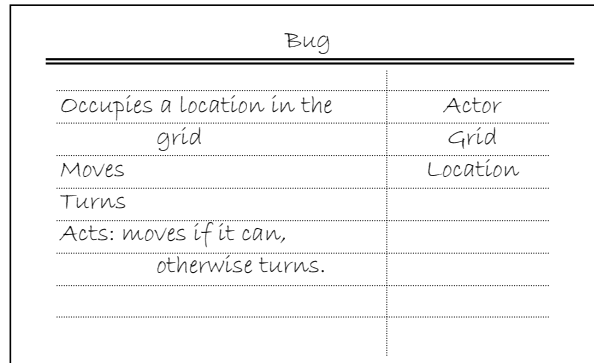 Bug
Occupies a location in the Actor
grid Grid
Moves Location
Turns
Acts: moves if it can,
otherwise turns.